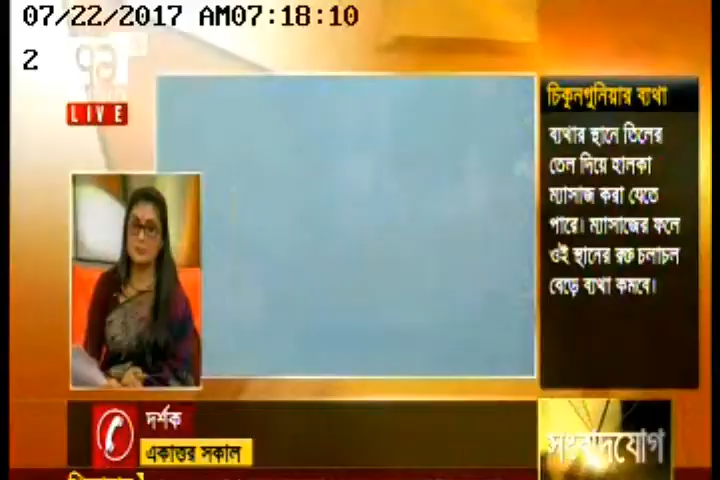 07/22/2017 AM07:18:10
2
৭১
LIVE
চিকুনগুনিয়ার ব্যথা
ব্যথার স্থানে তিলের
তেল দিয়ে হালকা
ম্যাসাজ করা যেতে
পারে। ম্যাসাজের ফলে
ওই স্থানের রক্ত চলাচল
বেড়ে ব্যথা কমবে।
দর্শক
একাত্তর সকাল
সংবাদযোগ